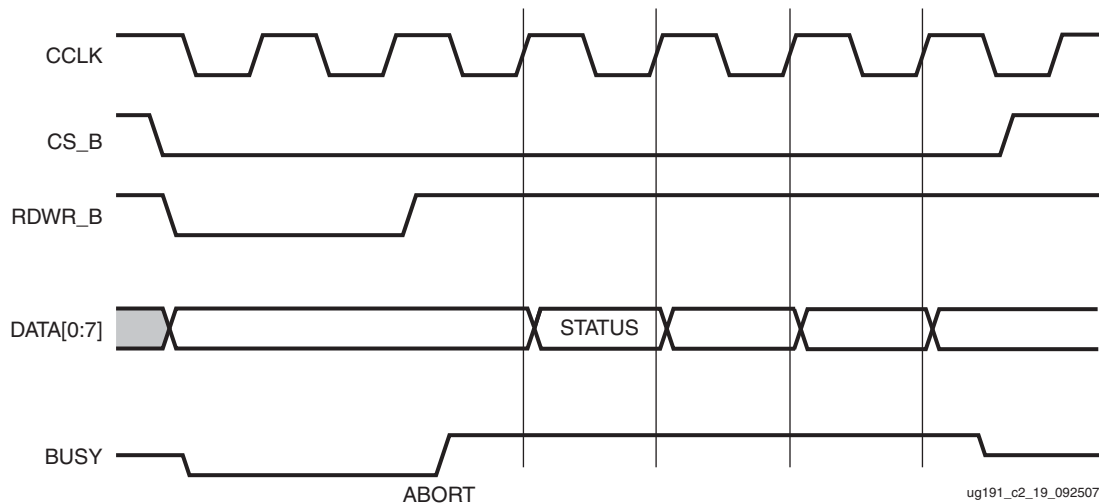 CCLK
CS_B
RDWR_B
DATA[0:7]
STATUS
BUSY
ABORT
ug191_c2_19_092507